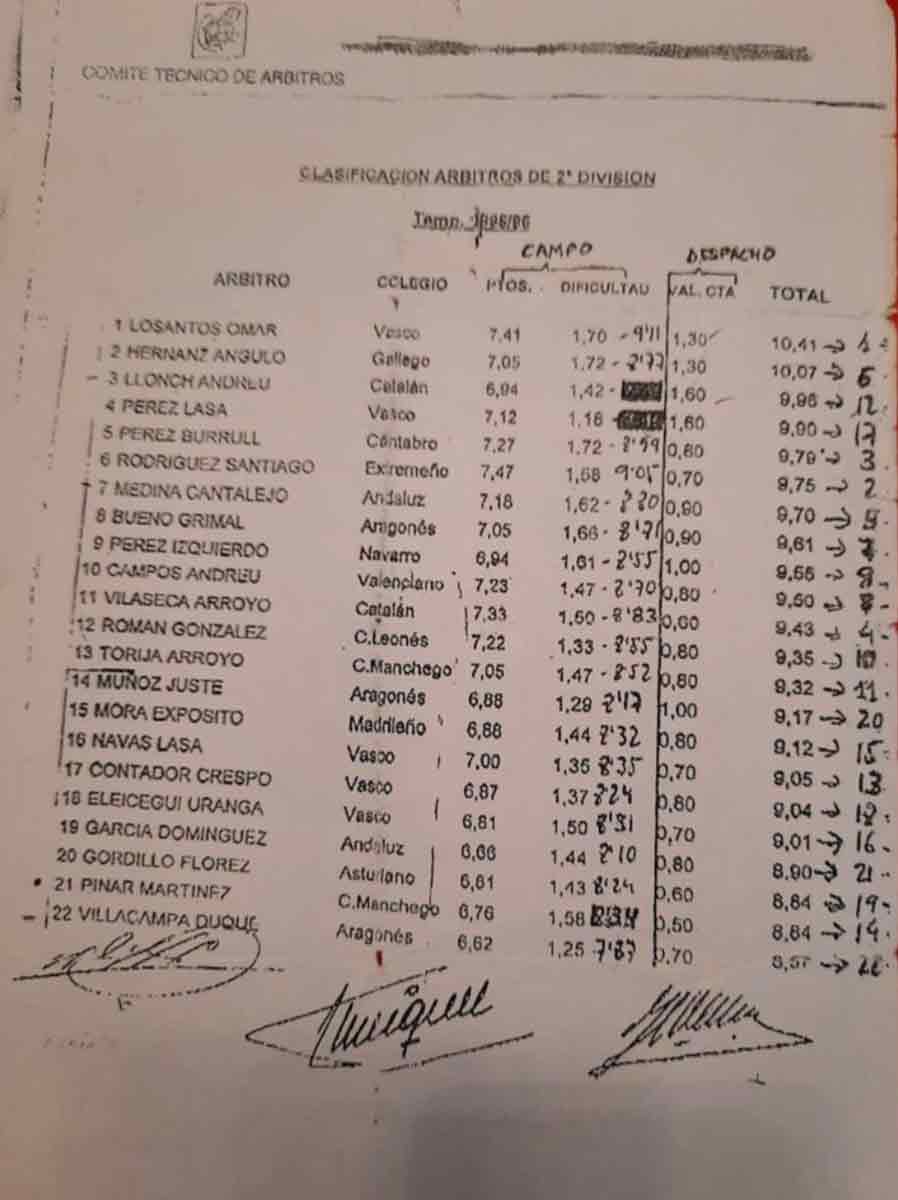 COMITE TECNICO DE ARBITROS
CLASIFICACION ARBITROS DE 2ª DIVISION
Temp.
CAMPO DESPACHO
ARBITRO COLEGIO PTOS. DIFICULTAD VAL. CTA TOTAL
1 LOSANTOS OMAR Vasco 7,41 1,70 - 9'11 1,30 10,41 → 1
2 HERNANZ ANGULO Gallego 7,05 1,72 - 8'77 1,30 10,07 → 6
3 LLONCH ANDREU Catalán 6,94 1,42 - 1,60 9,96 → 12
4 PEREZ LASA Vasco 7,12 1,18 - 1,60 9,90 → 17
5 PEREZ BURRULL Cántabro 7,27 1,72 - 8'99 0,80 9,79 → 3
6 RODRIGUEZ SANTIAGO Extremeño 7,47 1,58 9'05 0,70 9,75 → 2
7 MEDINA CANTALEJO Andaluz 7,18 1,62 - 8'80 0,90 9,70 → 5
8 BUENO GRIMAL Aragonés 7,05 1,66 - 8'71 0,90 9,61 → 7
9 PEREZ IZQUIERDO Navarro 6,94 1,61 - 8'55 1,00 9,55 → 9
10 CAMPOS ANDREU Valenciano 7,23 1,47 - 8'70 0,80 9,50 → 8
11 VILASECA ARROYO Catalán 7,33 1,50 - 8'83 0,60 9,43 → 4
12 ROMAN GONZALEZ C.Leonés 7,22 1,33 - 8'55 0,80 9,35 → 10
13 TORIJA ARROYO C.Manchego 7,05 1,47 - 8'52 0,80 9,32 → 11
14 MUÑOZ JUSTE Aragonés 6,88 1,29 8'17 1,00 9,17 → 20
15 MORA EXPOSITO Madrileño 6,88 1,44 8'32 0,80 9,12 → 15
16 NAVAS LASA Vasco 7,00 1,35 8'35 0,70 9,05 → 13
17 CONTADOR CRESPO Vasco 6,87 1,37 8'24 0,80 9,04 → 18
18 ELEICEGUI URANGA Vasco 6,81 1,50 8'31 0,70 9,01 → 16
19 GARCIA DOMINGUEZ Andaluz 6,66 1,44 8'10 0,80 8,90 → 21
20 GORDILLO FLOREZ Asturiano 6,81 1,43 8'24 0,60 8,84 → 19
21 PINAR MARTINEZ C.Manchego 6,76 1,58 8'34 0,50 8,84 → 14
22 VILLACAMPA DUQUE Aragonés 6,62 1,25 7'87 0,70 8,57 → 22